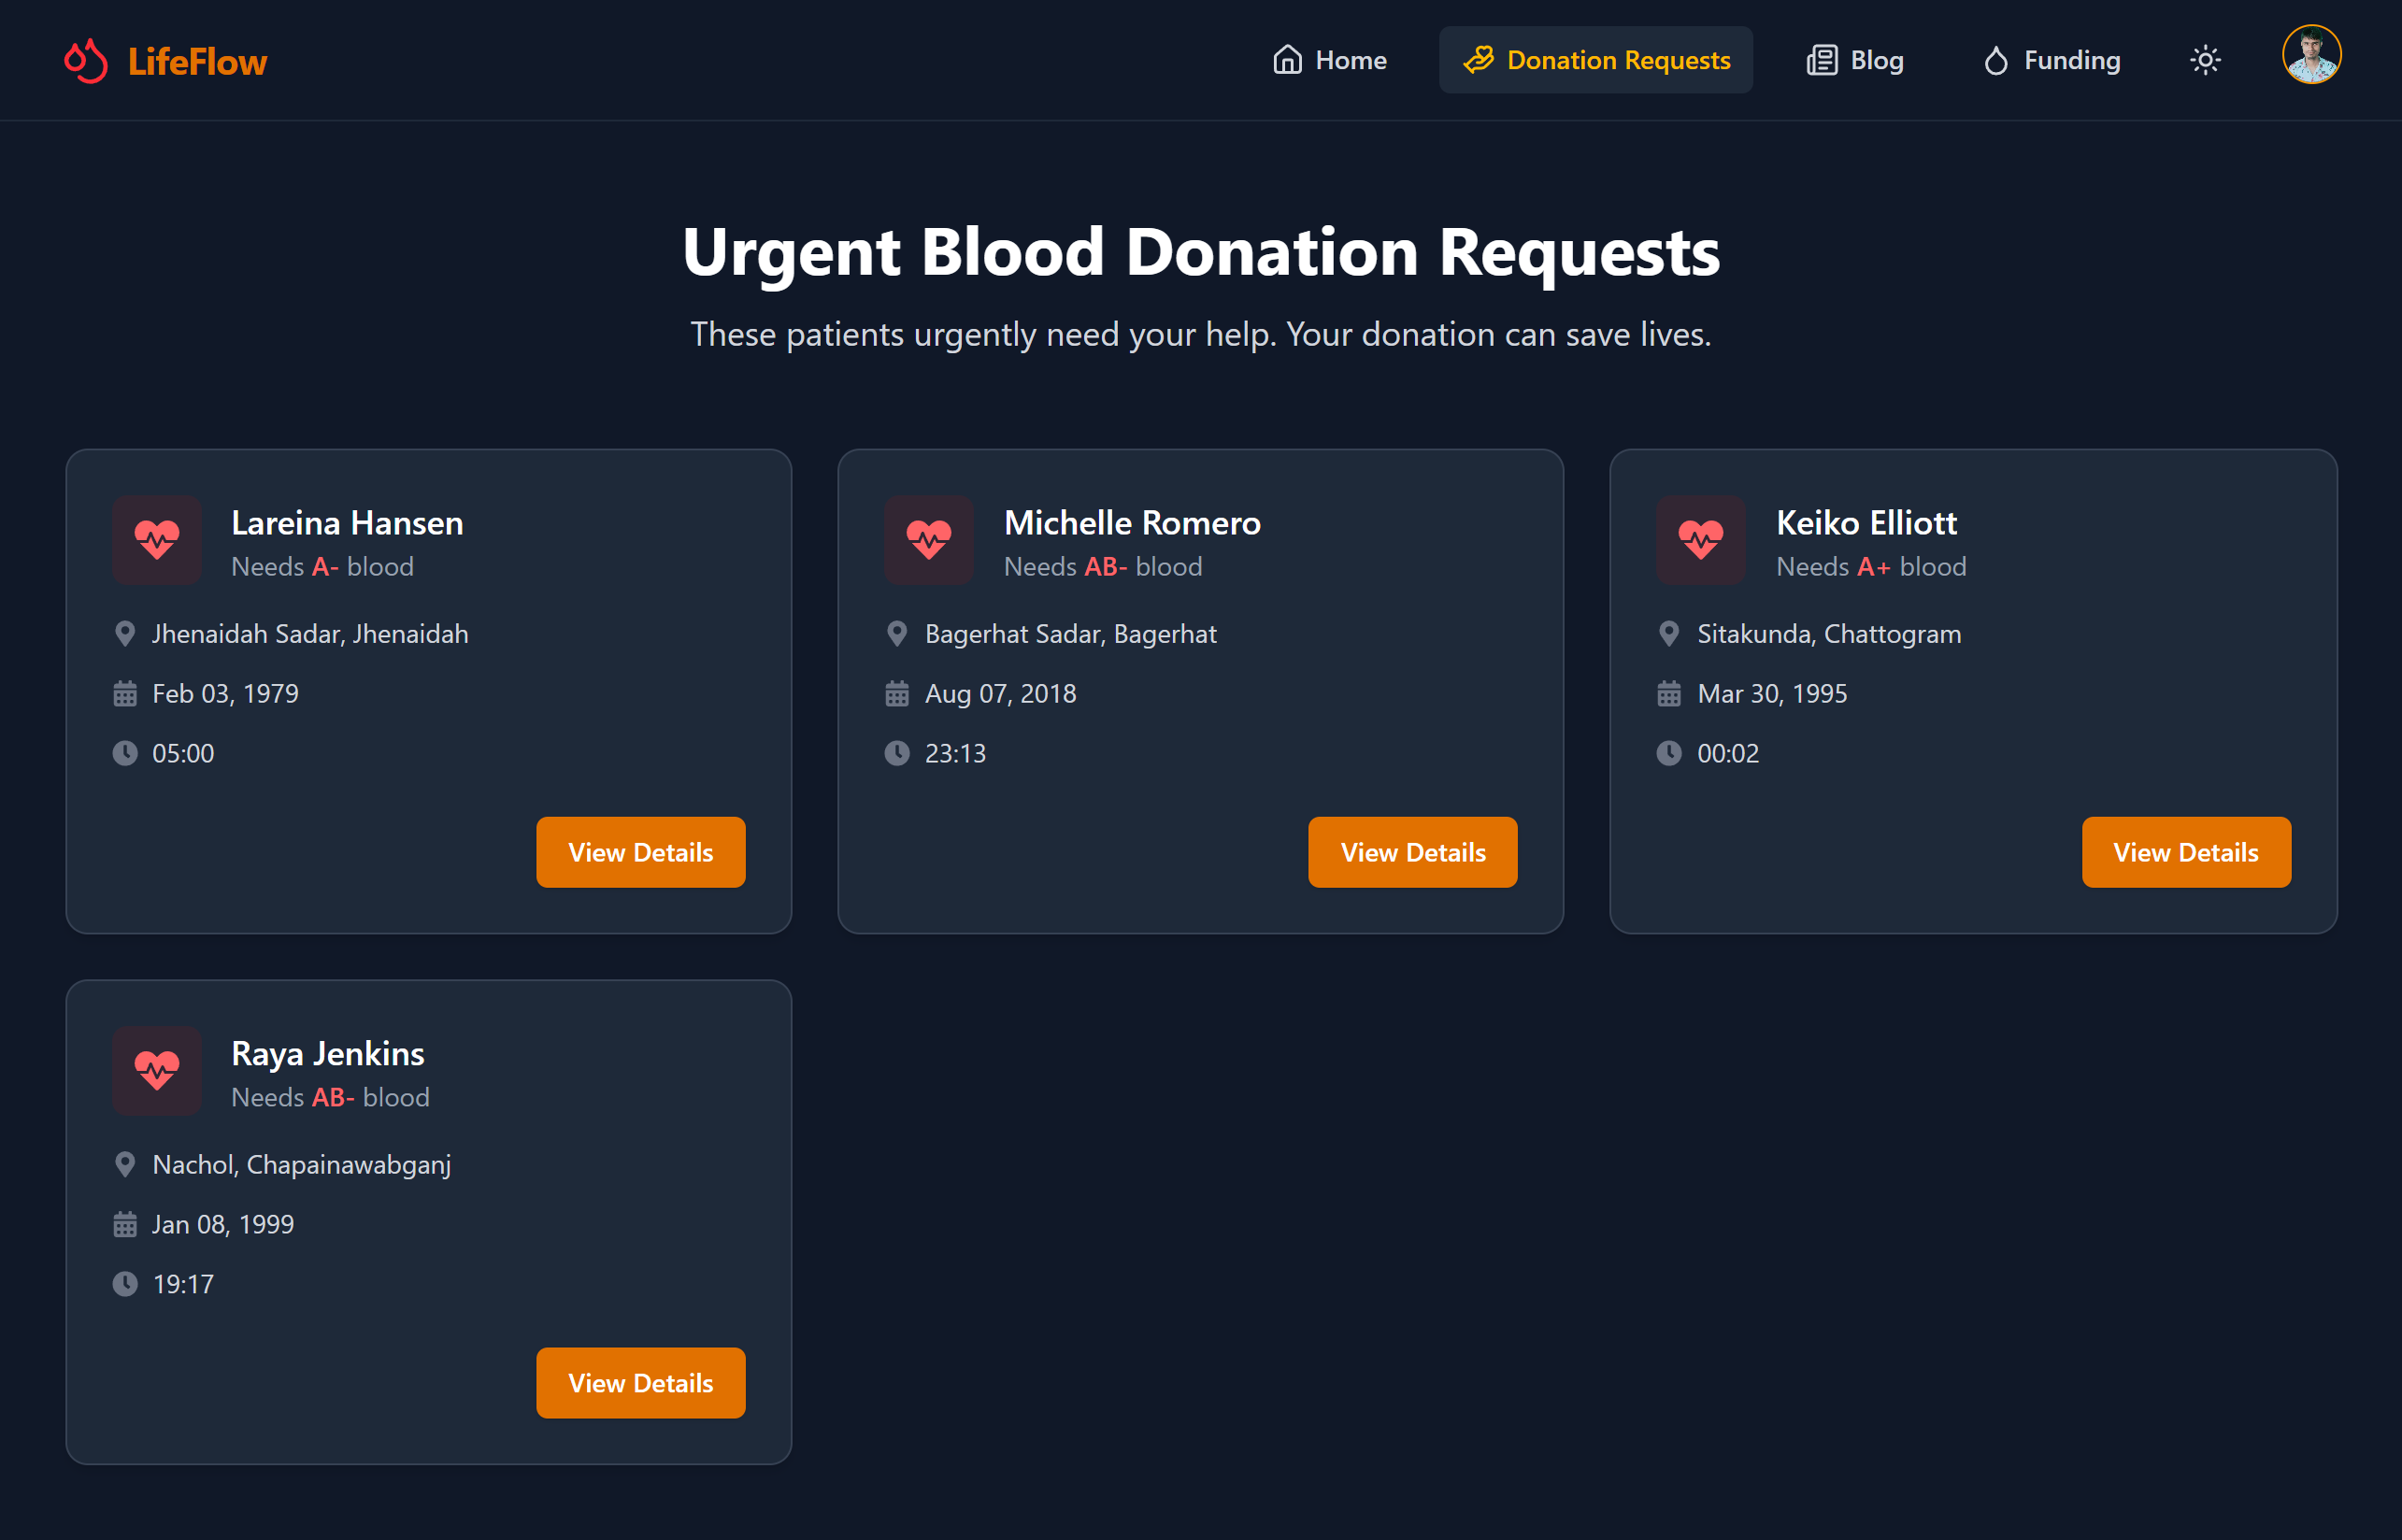 LifeFlow
Home
Donation Requests
Blog
Funding
Urgent Blood Donation Requests
These patients urgently need your help. Your donation can save lives.
Lareina Hansen
Needs A- blood
Jhenaidah Sadar, Jhenaidah
Feb 03, 1979
05:00
View Details
Michelle Romero
Needs AB- blood
Bagerhat Sadar, Bagerhat
Aug 07, 2018
23:13
View Details
Keiko Elliott
Needs A+ blood
Sitakunda, Chattogram
Mar 30, 1995
00:02
View Details
Raya Jenkins
Needs AB- blood
Nachol, Chapainawabganj
Jan 08, 1999
19:17
View Details